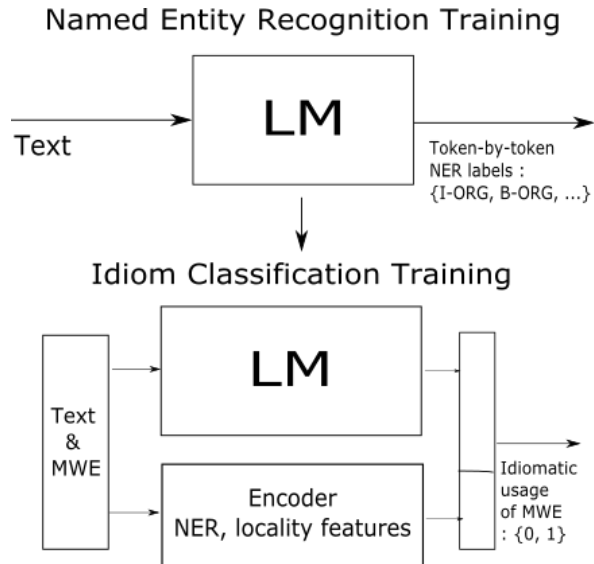 Named Entity Recognition Training
LM
Text
Token-by-token
NER labels :
{I-ORG, B-ORG, ...}
Idiom Classification Training
LM
Text
&
MWE
Encoder
NER, locality features
Idiomatic
usage
of MWE
: {0, 1}